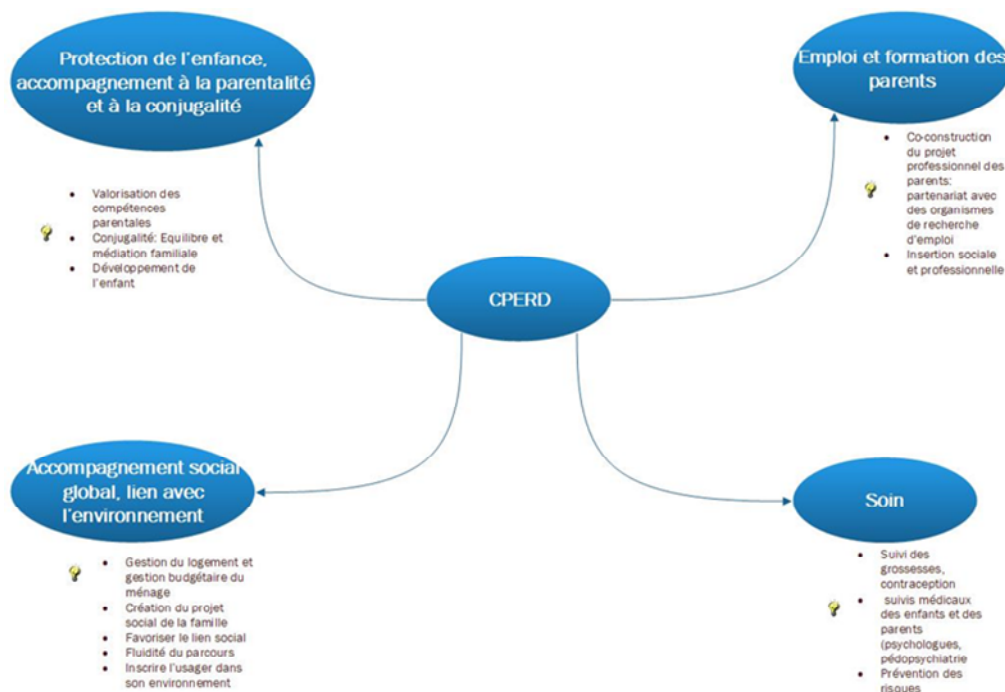 Protection de l'enfance,
accompagnement à la parentalité
et à la conjugalité
• Valorisation des
compétences
parentales
• Conjugalité: Equilibre et
médiation familiale
• Développement de
l'enfant
Emploi et formation des
parents
• Co-construction
du projet
professionnel des
parents:
partenariat avec
des organismes
de recherche
d'emploi
• Insertion sociale
et professionnelle
CPERD
Accompagnement social
global, lien avec
l'environnement
• Gestion du logement et
gestion budgétaire du
ménage
• Création du projet
social de la famille
• Favoriser le lien social
• Fluidité du parcours
• Inscrire l'usager dans
son environnement
Soin
• Suivi des
grossesses,
contraception
• suivis médicaux
des enfants et des
parents
(psychologues,
pédopsychiatrie
• Prévention des
risques